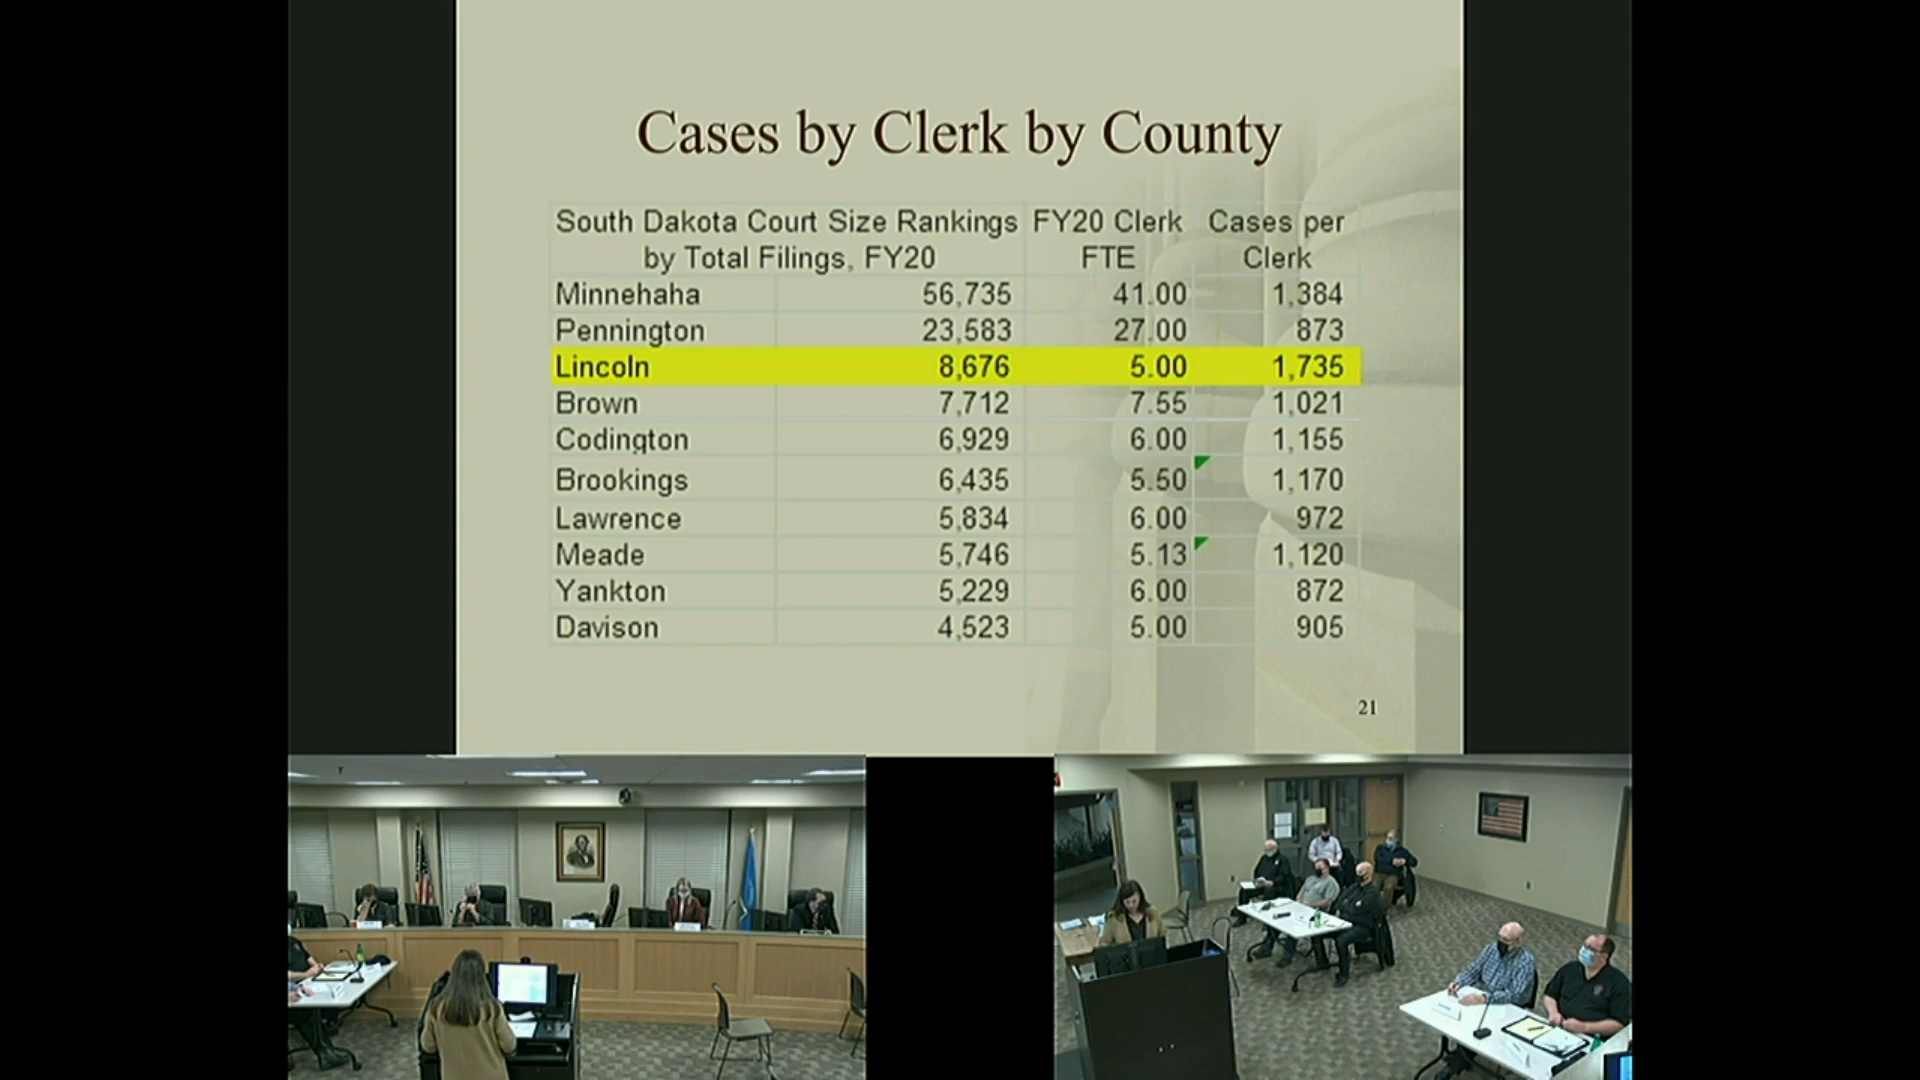 Cases by Clerk by County
South Dakota Court Size Rankings FY20 Clerk Cases per
by Total Filings, FY20 FTE Clerk
Minnehaha 56,735 41.00 1,384
Pennington 23,583 27.00 873
Lincoln 8,676 5.00 1,735
Brown 7,712 7.55 1,021
Codington 6,929 6.00 1,155
Brookings 6,435 5.50 1,170
Lawrence 5,834 6.00 972
Meade 5,746 5.13 1,120
Yankton 5,229 6.00 872
Davison 4,523 5.00 905
21